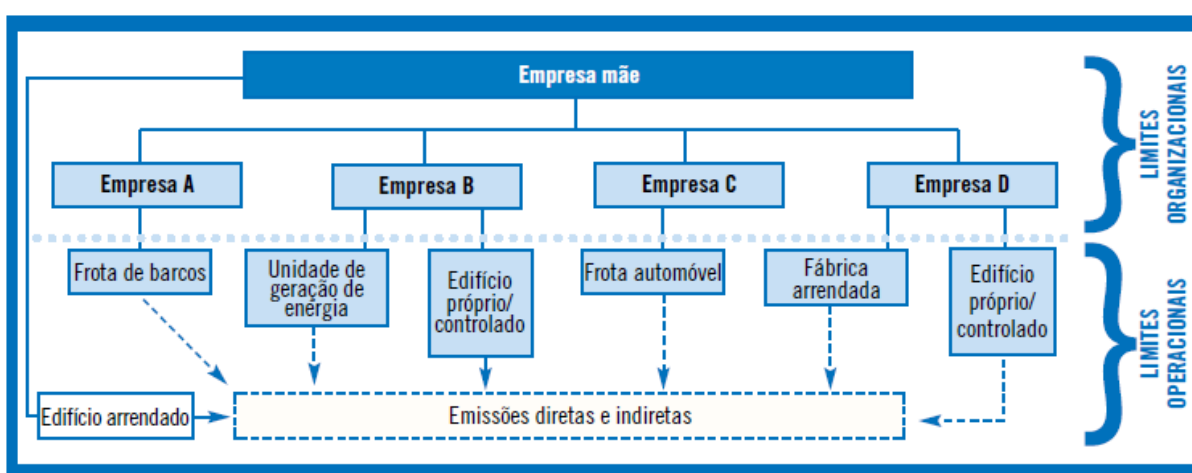 Empresa mãe
Empresa A
Empresa B
Empresa C
Empresa D
LIMITES
ORGANIZACIONAIS
Frota de barcos
Unidade de
geração de
energia
Edifício
próprio/
controlado
Frota automóvel
Fábrica
arrendada
Edifício
próprio/
controlado
LIMITES
OPERACIONAIS
Edifício arrendado
Emissões diretas e indiretas